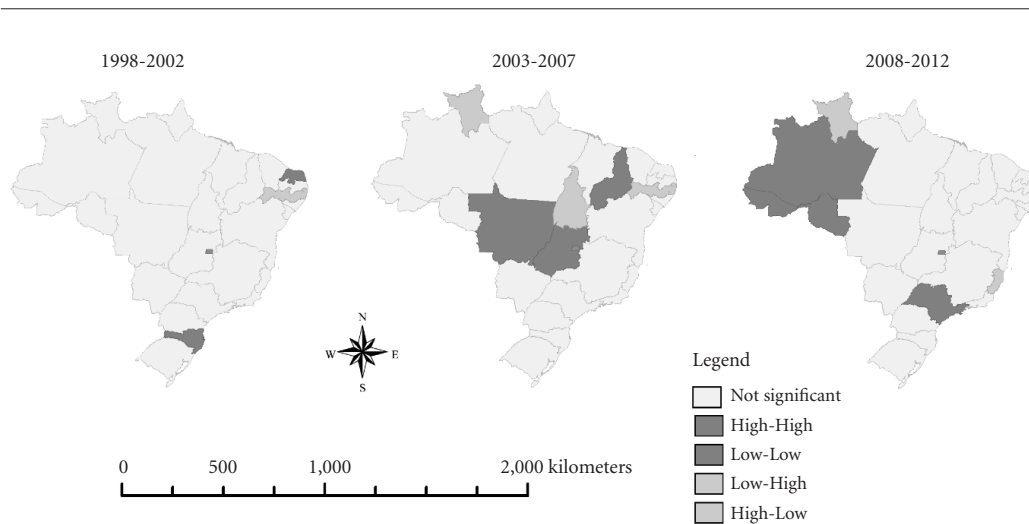 1998-2002
2003-2007
2008-2012
N
W
E
S
Legend
Not significant
High-High
Low-Low
Low-High
High-Low
0
500
1,000
2,000 kilometers